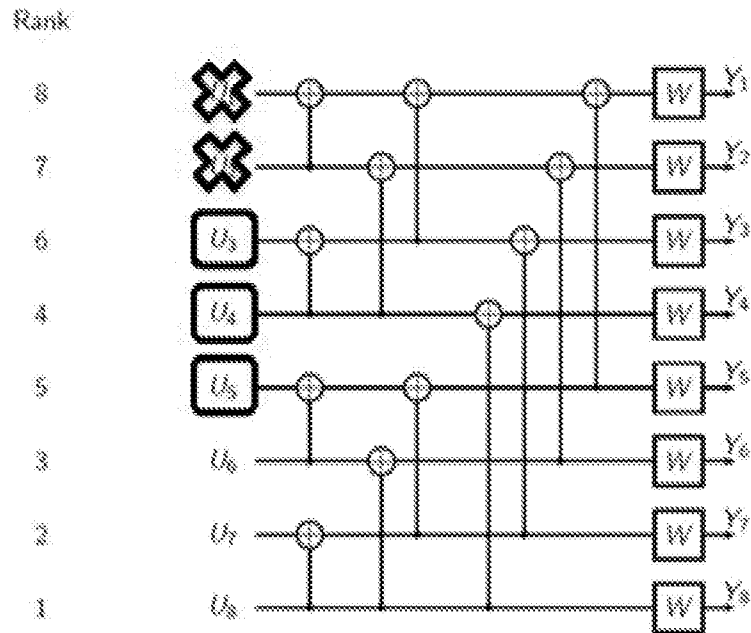 Rank
8 W Y₁
7 W Y₂
6 U₃ W Y₃
4 U₄ W Y₄
5 U₅ W Y₅
3 U₆ W Y₆
2 U₇ W Y₇
1 U₈ W Y₈